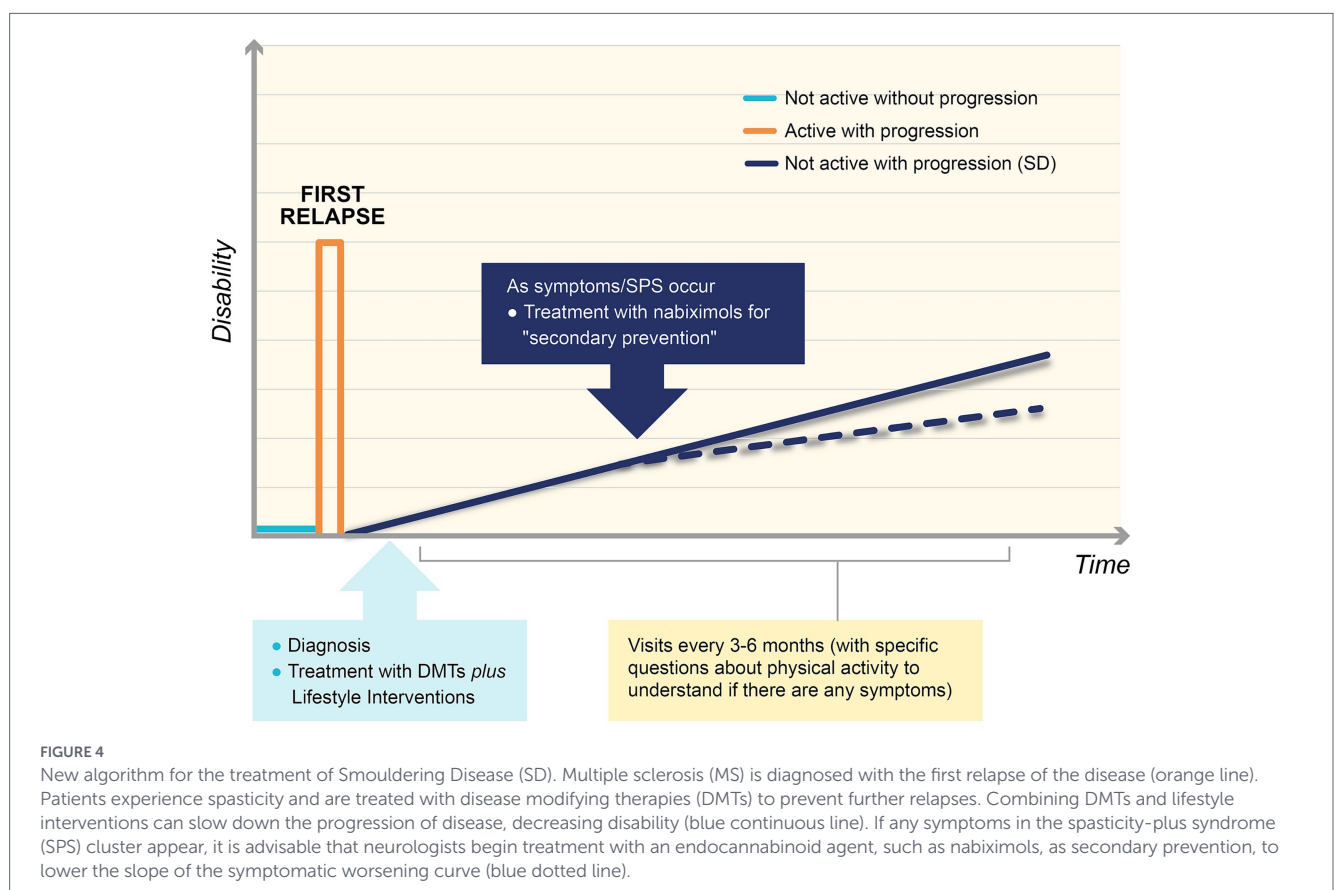 Not active without progression
Active with progression
Not active with progression (SD)
FIRST
RELAPSE
Disability
As symptoms/SPS occur
● Treatment with nabiximols for
"secondary prevention"
Time
● Diagnosis
● Treatment with DMTs plus
Lifestyle Interventions
Visits every 3-6 months (with specific
questions about physical activity to
understand if there are any symptoms)
FIGURE 4
New algorithm for the treatment of Smouldering Disease (SD). Multiple sclerosis (MS) is diagnosed with the first relapse of the disease (orange line).
Patients experience spasticity and are treated with disease modifying therapies (DMTs) to prevent further relapses. Combining DMTs and lifestyle
interventions can slow down the progression of disease, decreasing disability (blue continuous line). If any symptoms in the spasticity-plus syndrome
(SPS) cluster appear, it is advisable that neurologists begin treatment with an endocannabinoid agent, such as nabiximols, as secondary prevention, to
lower the slope of the symptomatic worsening curve (blue dotted line).